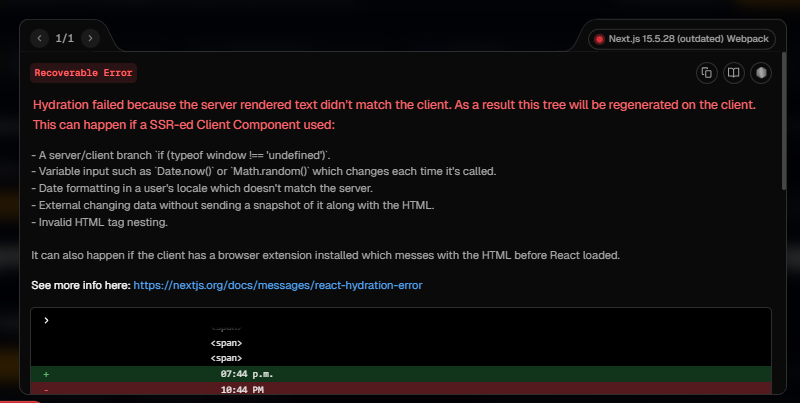 1/1
Next.js 15.5.28 (outdated) Webpack
Recoverable Error
Hydration failed because the server rendered text didn't match the client. As a result this tree will be regenerated on the client.
This can happen if a SSR-ed Client Component used:
- A server/client branch `if (typeof window !== 'undefined')`.
- Variable input such as `Date.now()` or `Math.random()` which changes each time it's called.
- Date formatting in a user's locale which doesn't match the server.
- External changing data without sending a snapshot of it along with the HTML.
- Invalid HTML tag nesting.
It can also happen if the client has a browser extension installed which messes with the HTML before React loaded.
See more info here: https://nextjs.org/docs/messages/react-hydration-error
<span>
<span>
<span>
+ 07:44 p.m.
- 10:44 PM